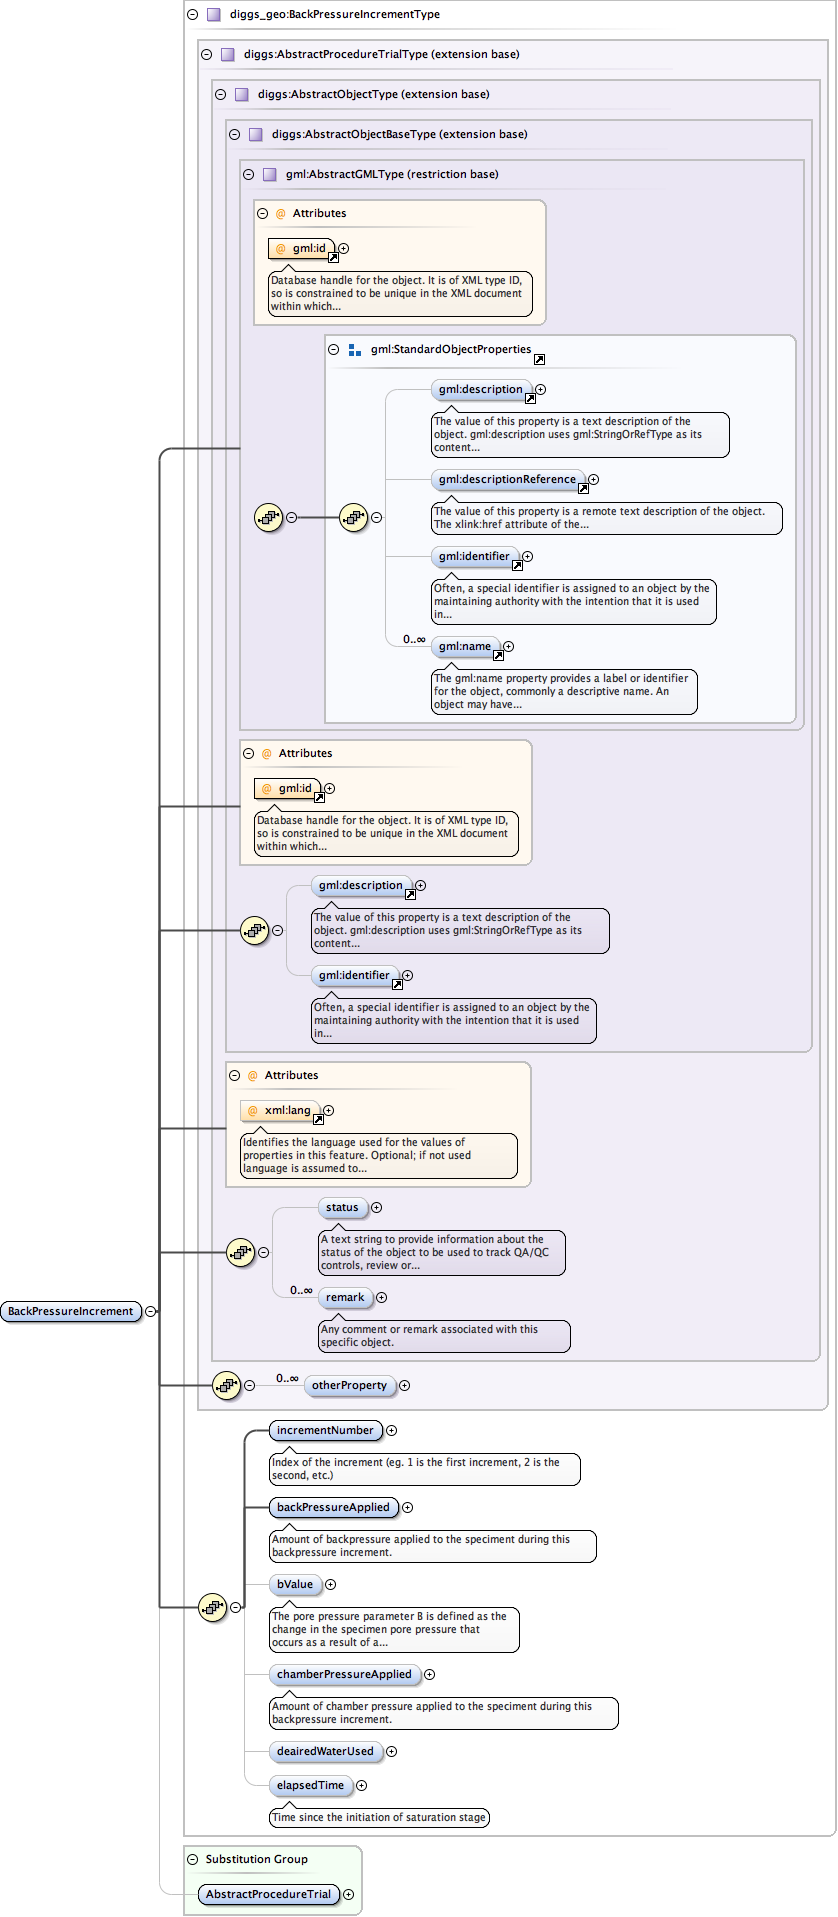 diggs_geo:BackPressureIncrementType
diggs:AbstractProcedureTrialType (extension base)
diggs:AbstractObjectType (extension base)
diggs:AbstractObjectBaseType (extension base)
gml:AbstractGMLType (restriction base)
@ Attributes
@ gml:id
Database handle for the object. It is of XML type ID,
so is constrained to be unique in the XML document
within which...
gml:StandardObjectProperties
gml:description
The value of this property is a text description of the
object. gml:description uses gml:StringOrRefType as its
content...
gml:descriptionReference
The value of this property is a remote text description of the object.
The xlink:href attribute of the...
gml:identifier
Often, a special identifier is assigned to an object by the
maintaining authority with the intention that it is used
in...
0..∞
gml:name
The gml:name property provides a label or identifier
for the object, commonly a descriptive name. An
object may have...
@ Attributes
@ gml:id
Database handle for the object. It is of XML type ID,
so is constrained to be unique in the XML document
within which...
gml:description
The value of this property is a text description of the
object. gml:description uses gml:StringOrRefType as its
content...
gml:identifier
Often, a special identifier is assigned to an object by the
maintaining authority with the intention that it is used
in...
@ Attributes
@ xml:lang
Identifies the language used for the values of
properties in this feature. Optional; if not used
language is assumed to...
status
A text string to provide information about the
status of the object to be used to track QA/QC
controls, review or...
0..∞
remark
Any comment or remark associated with this
specific object.
BackPressureIncrement
0..∞
otherProperty
incrementNumber
Index of the increment (eg. 1 is the first increment, 2 is the
second, etc.)
backPressureApplied
Amount of backpressure applied to the speciment during this
backpressure increment.
bValue
The pore pressure parameter B is defined as the
change in the specimen pore pressure that
occurs as a result of a...
chamberPressureApplied
Amount of chamber pressure applied to the speciment during this
backpressure increment.
deairedWaterUsed
elapsedTime
Time since the initiation of saturation stage
Substitution Group
AbstractProcedureTrial